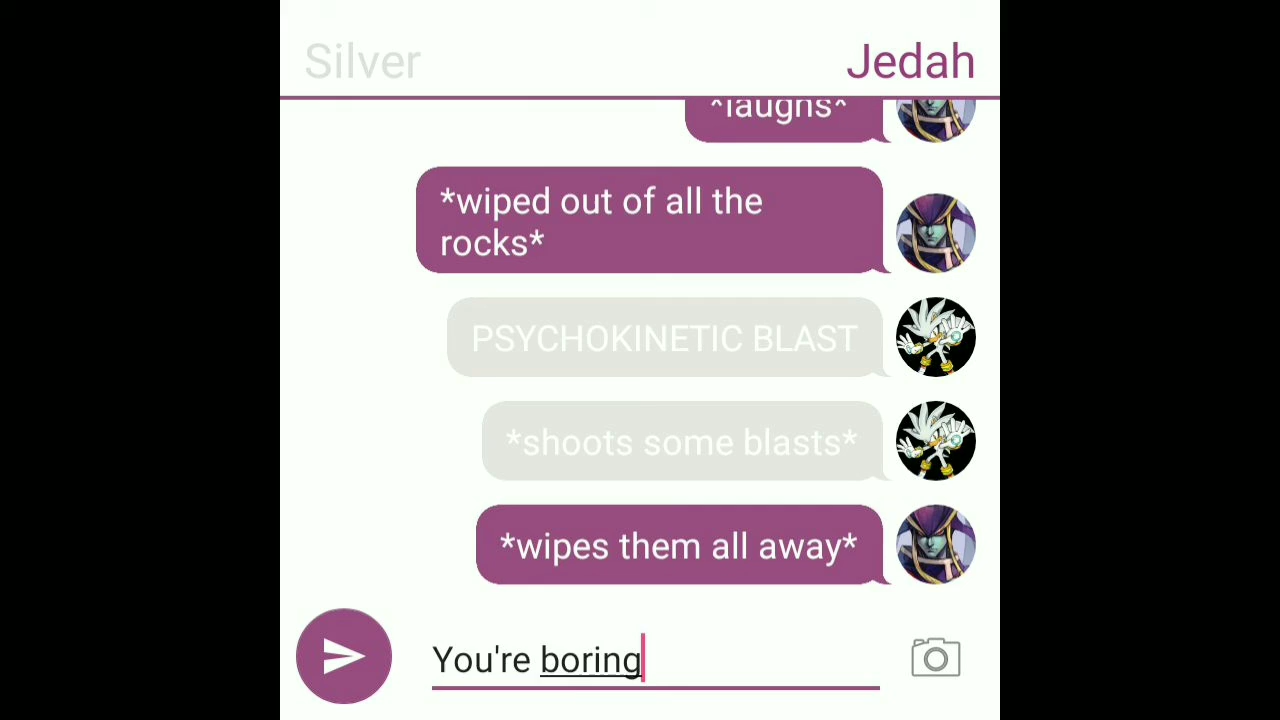 Silver
Jedah
*laughs*
*wiped out of all the
rocks*
PSYCHOKINETIC BLAST
*shoots some blasts*
*wipes them all away*
You're boring